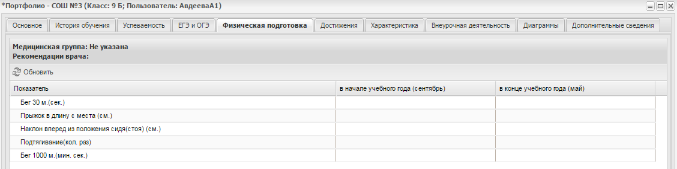 *Портфолио - СОШ №3 (Класс: 9 Б; Пользователь: АвдееваА1)
Основное История обучения Успеваемость ЕГЭ и ОГЭ Физическая подготовка Достижения Характеристика Внеурочная деятельность Диаграммы Дополнительные сведения
Медицинская группа: Не указана
Рекомендации врача:
Обновить
Показатель в начале учебного года (сентябрь) в конце учебного года (май)
Бег 30 м.(сек.)
Прыжок в длину с места (см.)
Наклон вперед из положения сидя(стоя) (см.)
Подтягивание(кол. раз)
Бег 1000 м.(мин. сек.)